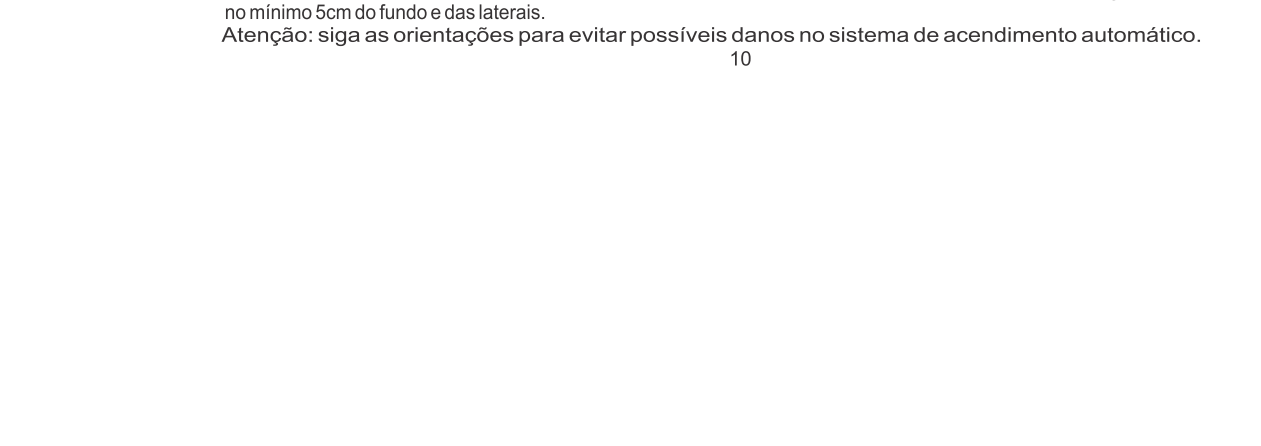 no mínimo 5cm do fundo e das laterais.
Atenção: siga as orientações para evitar possíveis danos no sistema de acendimento automático.
10